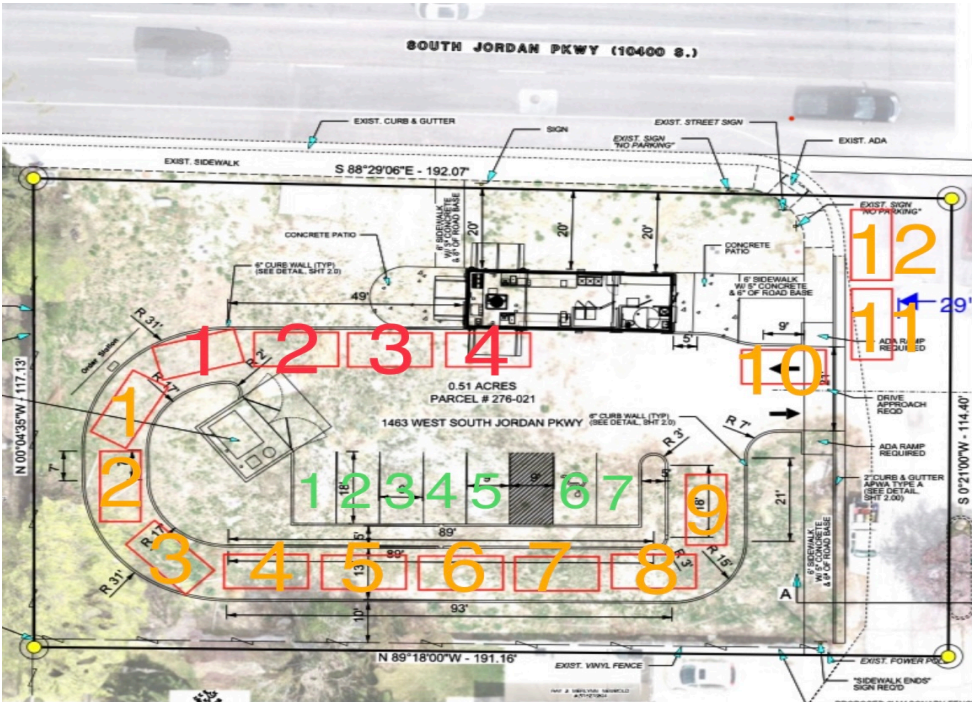 SOUTH JORDAN PKWY (10400 S.)
EXIST. CURB & GUTTER
SIGN
EXIST. STREET SIGN
EXIST. SIGN
"NO PARKING"
EXIST. ADA
EXIST. SIDEWALK
S 88°29'06"E - 192.07'
EXIST. SIGN
"NO PARKING"
12
CONCRETE PATIO
6' SIDEWALK
W/ 5" CONCRETE
& 6" OF ROAD BASE
20'
20'
20'
CONCRETE
PATIO
6" CURB WALL (TYP)
(SEE DETAIL, SHT 2.0)
6' SIDEWALK
W/ 5" CONCRETE
& 6" OF ROAD BASE
49'
29'
11
R 31'
9'
5'
ADA RAMP
REQUIRED
Order Station
1
2
3
4
R 2'
10
21'
0.51 ACRES
PARCEL # 276-021
1463 WEST SOUTH JORDAN PKWY
6" CURB WALL (TYP)
(SEE DETAIL, SHT 2.0)
DRIVE
APPROACH
REQD
R 17'
1
R 3'
R 7'
ADA RAMP
REQUIRED
N 00°04'35"W - 117.13'
S 0°21'00"W - 114.40'
7'
2
1
2
3
4
5
6
7
18'
9'
9
18'
21'
2' CURB & GUTTER
APWA TYPE A
(SEE DETAIL,
SHT 2.00)
89'
5'
R 17'
3
89'
4
5
13'
6
7
8
R 3'
R 15'
6' SIDEWALK
W/ 5" CONCRETE
& 6" OF ROAD BASE
R 31'
93'
10'
A
N 89°18'00"W - 191.16'
EXIST. VINYL FENCE
EXIST. POWER
"SIDEWALK ENDS"
SIGN REQ'D